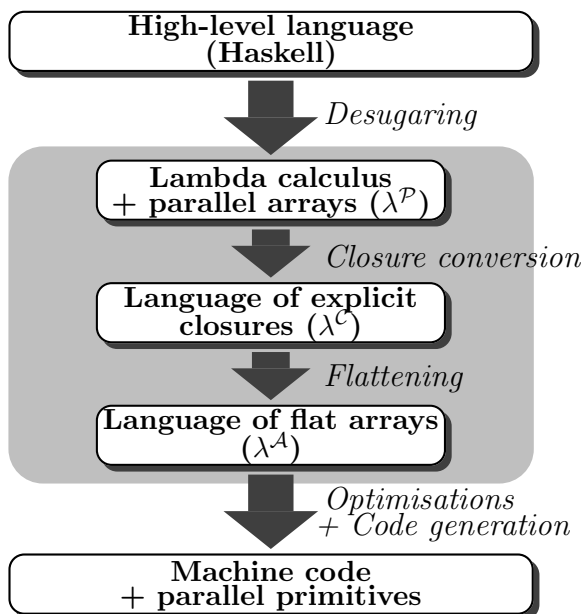 High-level language
(Haskell)
Desugaring
Lambda calculus
+ parallel arrays (λ^𝒫)
Closure conversion
Language of explicit
closures (λ^𝒞)
Flattening
Language of flat arrays
(λ^𝒜)
Optimisations
+ Code generation
Machine code
+ parallel primitives